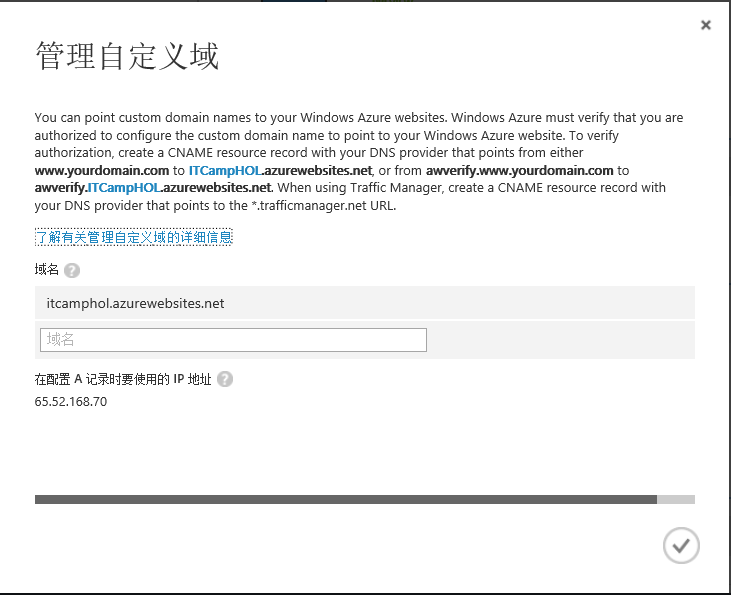 管理自定义域
You can point custom domain names to your Windows Azure websites. Windows Azure must verify that you are
authorized to configure the custom domain name to point to your Windows Azure website. To verify
authorization, create a CNAME resource record with your DNS provider that points from either
www.yourdomain.com to ITCampHOL.azurewebsites.net, or from awverify.www.yourdomain.com to
awverify.ITCampHOL.azurewebsites.net. When using Traffic Manager, create a CNAME resource record with
your DNS provider that points to the *.trafficmanager.net URL.
了解有关管理自定义域的详细信息
域名 ?
itcamphol.azurewebsites.net
域名
在配置 A 记录时要使用的 IP 地址 ?
65.52.168.70